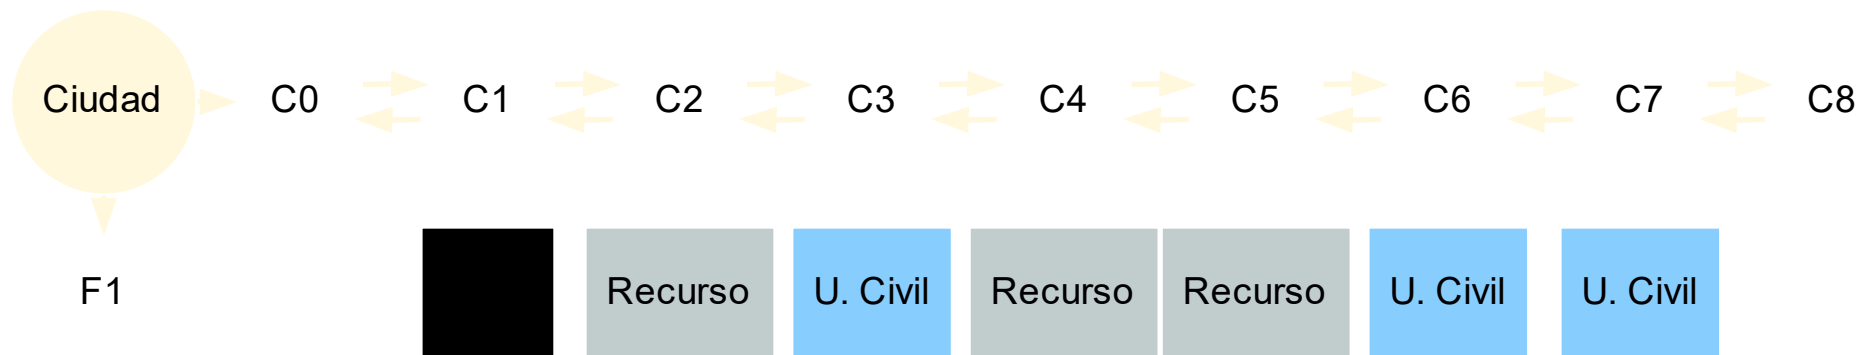 Ciudad C0 C1 C2 C3 C4 C5 C6 C7 C8
F1 Recurso U. Civil Recurso Recurso U. Civil U. Civil